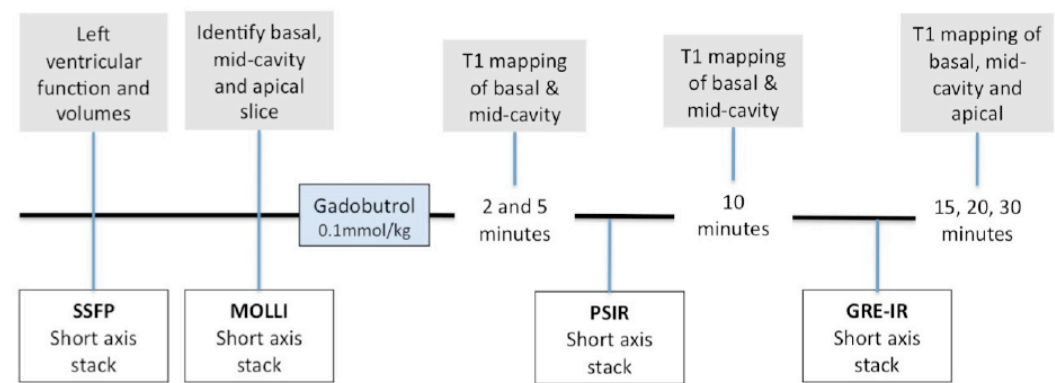 Left
ventricular
function and
volumes
Identify basal,
mid-cavity
and apical
slice
T1 mapping
of basal &
mid-cavity
T1 mapping
of basal &
mid-cavity
T1 mapping of
basal, mid-
cavity and
apical
Gadobutrol
0.1mmol/kg
2 and 5
minutes
10
minutes
15, 20, 30
minutes
SSFP
Short axis
stack
MOLLI
Short axis
stack
PSIR
Short axis
stack
GRE-IR
Short axis
stack